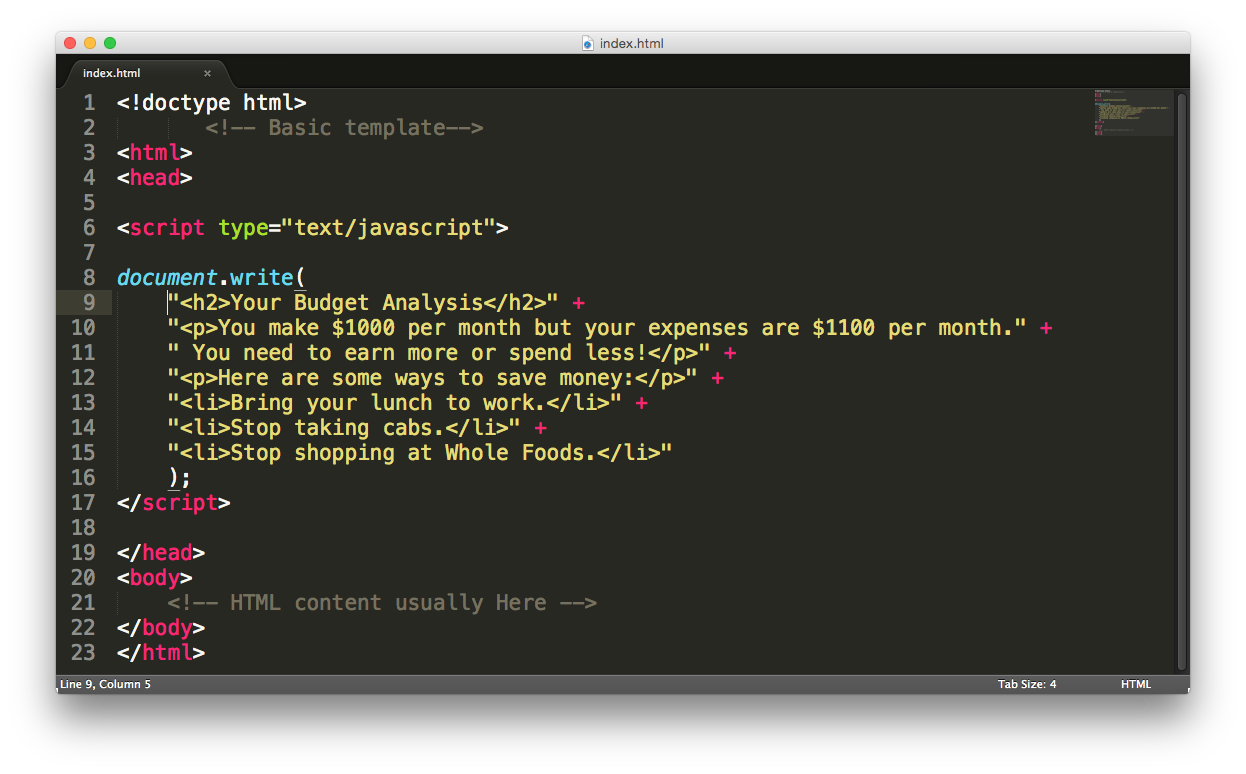 index.html
index.html ×
1 <!doctype html>
2 <!-- Basic template-->
3 <html>
4 <head>
5
6 <script type="text/javascript">
7
8 document.write(
9 "<h2>Your Budget Analysis</h2>" +
10 "<p>You make $1000 per month but your expenses are $1100 per month." +
11 " You need to earn more or spend less!</p>" +
12 "<p>Here are some ways to save money:</p>" +
13 "<li>Bring your lunch to work.</li>" +
14 "<li>Stop taking cabs.</li>" +
15 "<li>Stop shopping at Whole Foods.</li>"
16 );
17 </script>
18
19 </head>
20 <body>
21 <!-- HTML content usually Here -->
22 </body>
23 </html>
Line 9, Column 5 Tab Size: 4 HTML